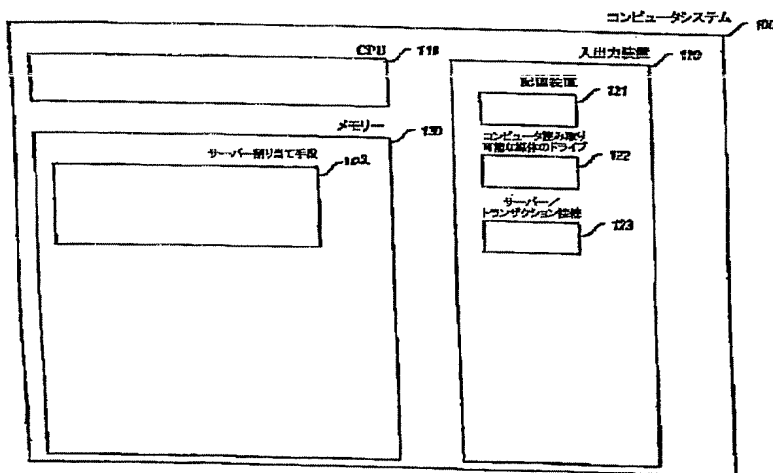 コンピュータシステム
100
CPU
入出力装置
記憶装置
121
メモリー
130
コンピュータ読み取り
可能な媒体のドライブ
122
サーバー割り当て手段
サーバー／
トランザクション接続
123